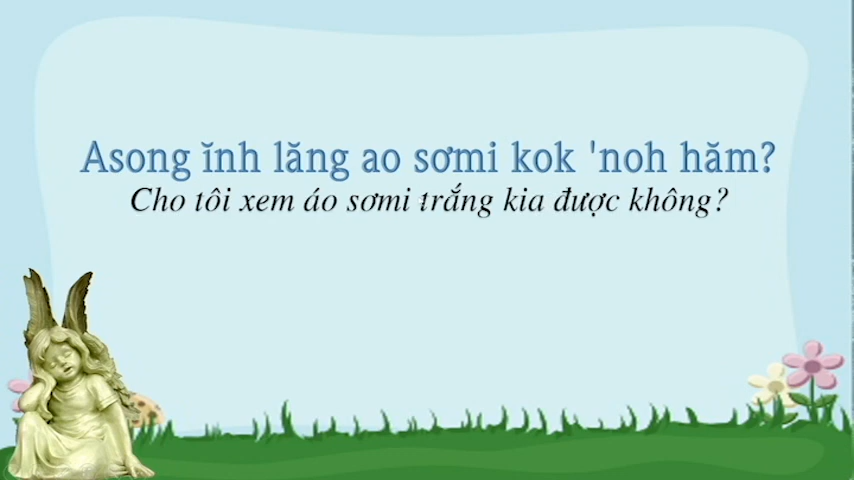 Asong ĭnh lăng ao sơmi kok 'noh hăm?
Cho tôi xem áo sơmi trắng kia được không?